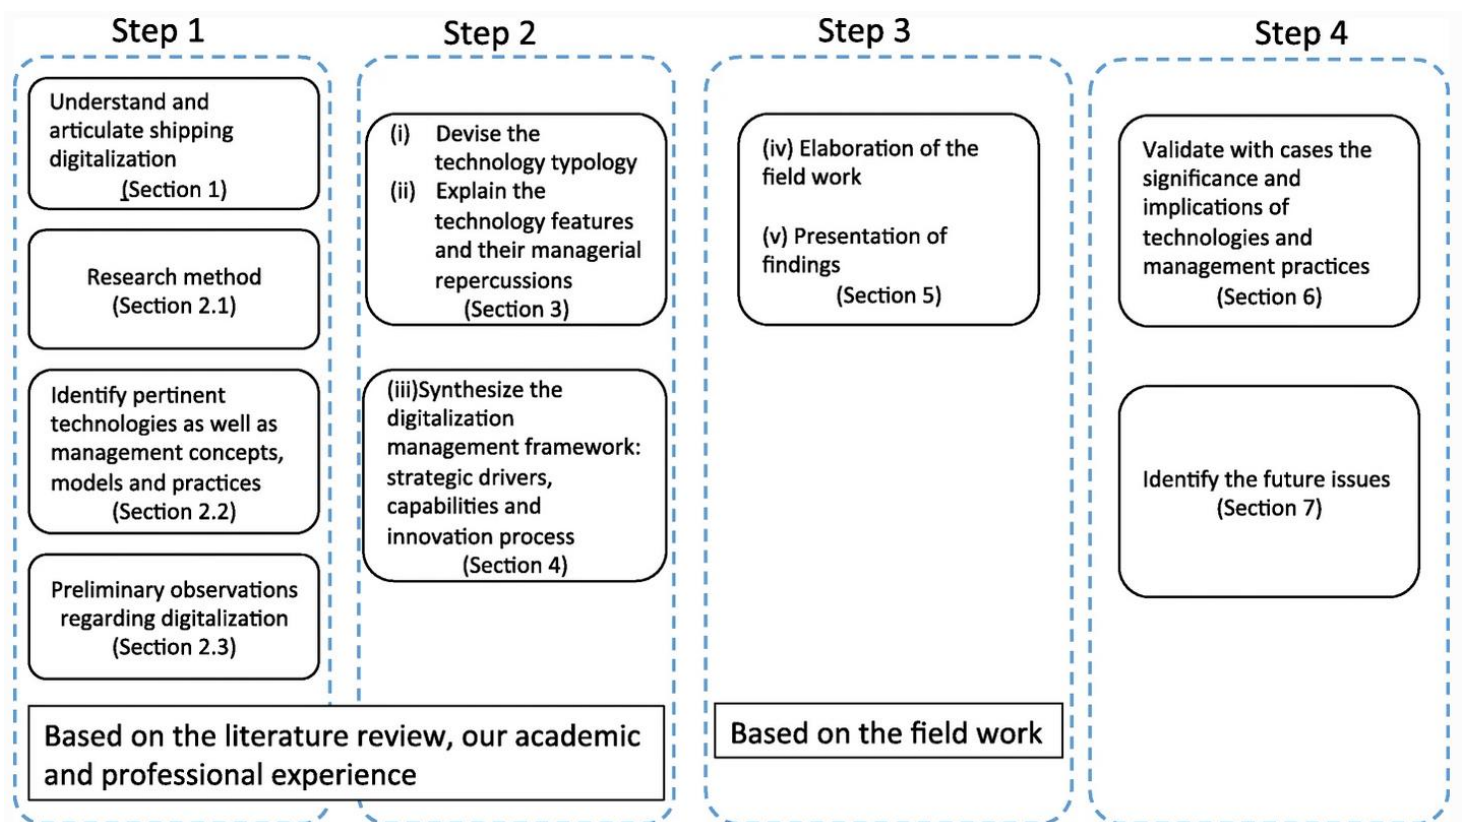 Step 1
Understand and
articulate shipping
digitalization
(Section 1)
Research method
(Section 2.1)
Identify pertinent
technologies as well as
management concepts,
models and practices
(Section 2.2)
Preliminary observations
regarding digitalization
(Section 2.3)
Step 2
(i) Devise the
technology typology
(ii) Explain the
technology features
and their managerial
repercussions
(Section 3)
(iii)Synthesize the
digitalization
management framework:
strategic drivers,
capabilities and
innovation process
(Section 4)
Based on the literature review, our academic
and professional experience
Step 3
(iv) Elaboration of the
field work
(v) Presentation of
findings
(Section 5)
Based on the field work
Step 4
Validate with cases the
significance and
implications of
technologies and
management practices
(Section 6)
Identify the future issues
(Section 7)